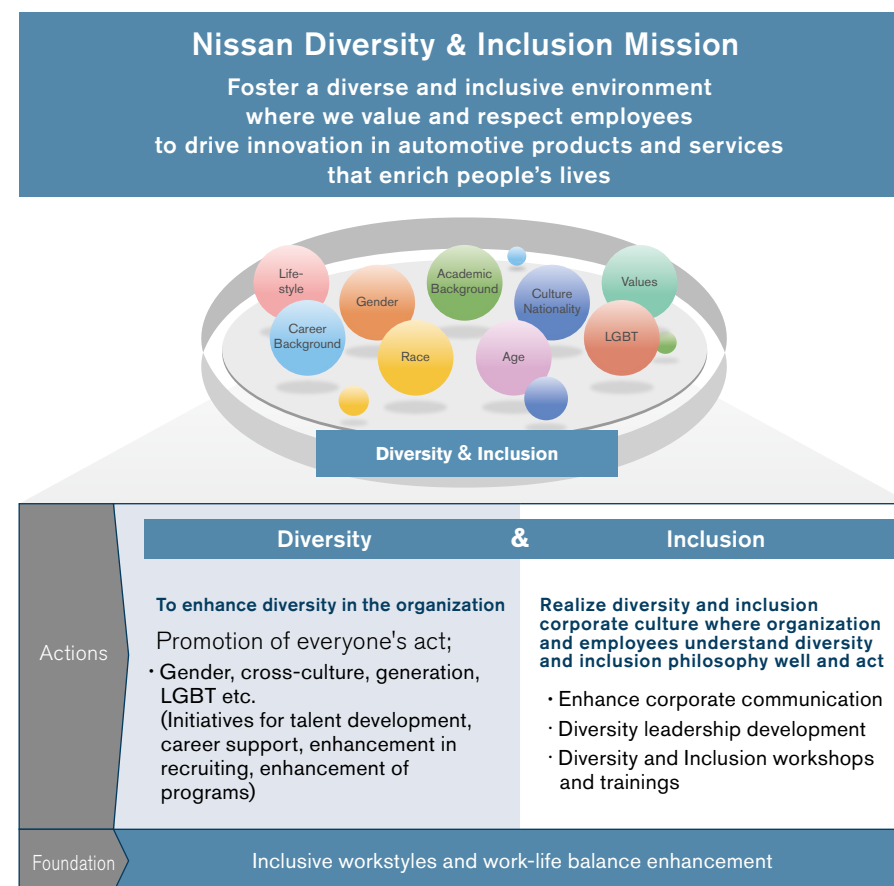 Nissan Diversity & Inclusion Mission
Foster a diverse and inclusive environment
where we value and respect employees
to drive innovation in automotive products and services
that enrich people's lives
Life-
style
Gender
Academic
Background
Culture
Nationality
Values
Career
Background
Race
Age
LGBT
Diversity & Inclusion
Diversity & Inclusion
Actions
To enhance diversity in the organization
Promotion of everyone's act;
· Gender, cross-culture, generation,
LGBT etc.
(Initiatives for talent development,
career support, enhancement in
recruiting, enhancement of
programs)
Realize diversity and inclusion
corporate culture where organization
and employees understand diversity
and inclusion philosophy well and act
· Enhance corporate communication
· Diversity leadership development
· Diversity and Inclusion workshops
and trainings
Foundation
Inclusive workstyles and work-life balance enhancement